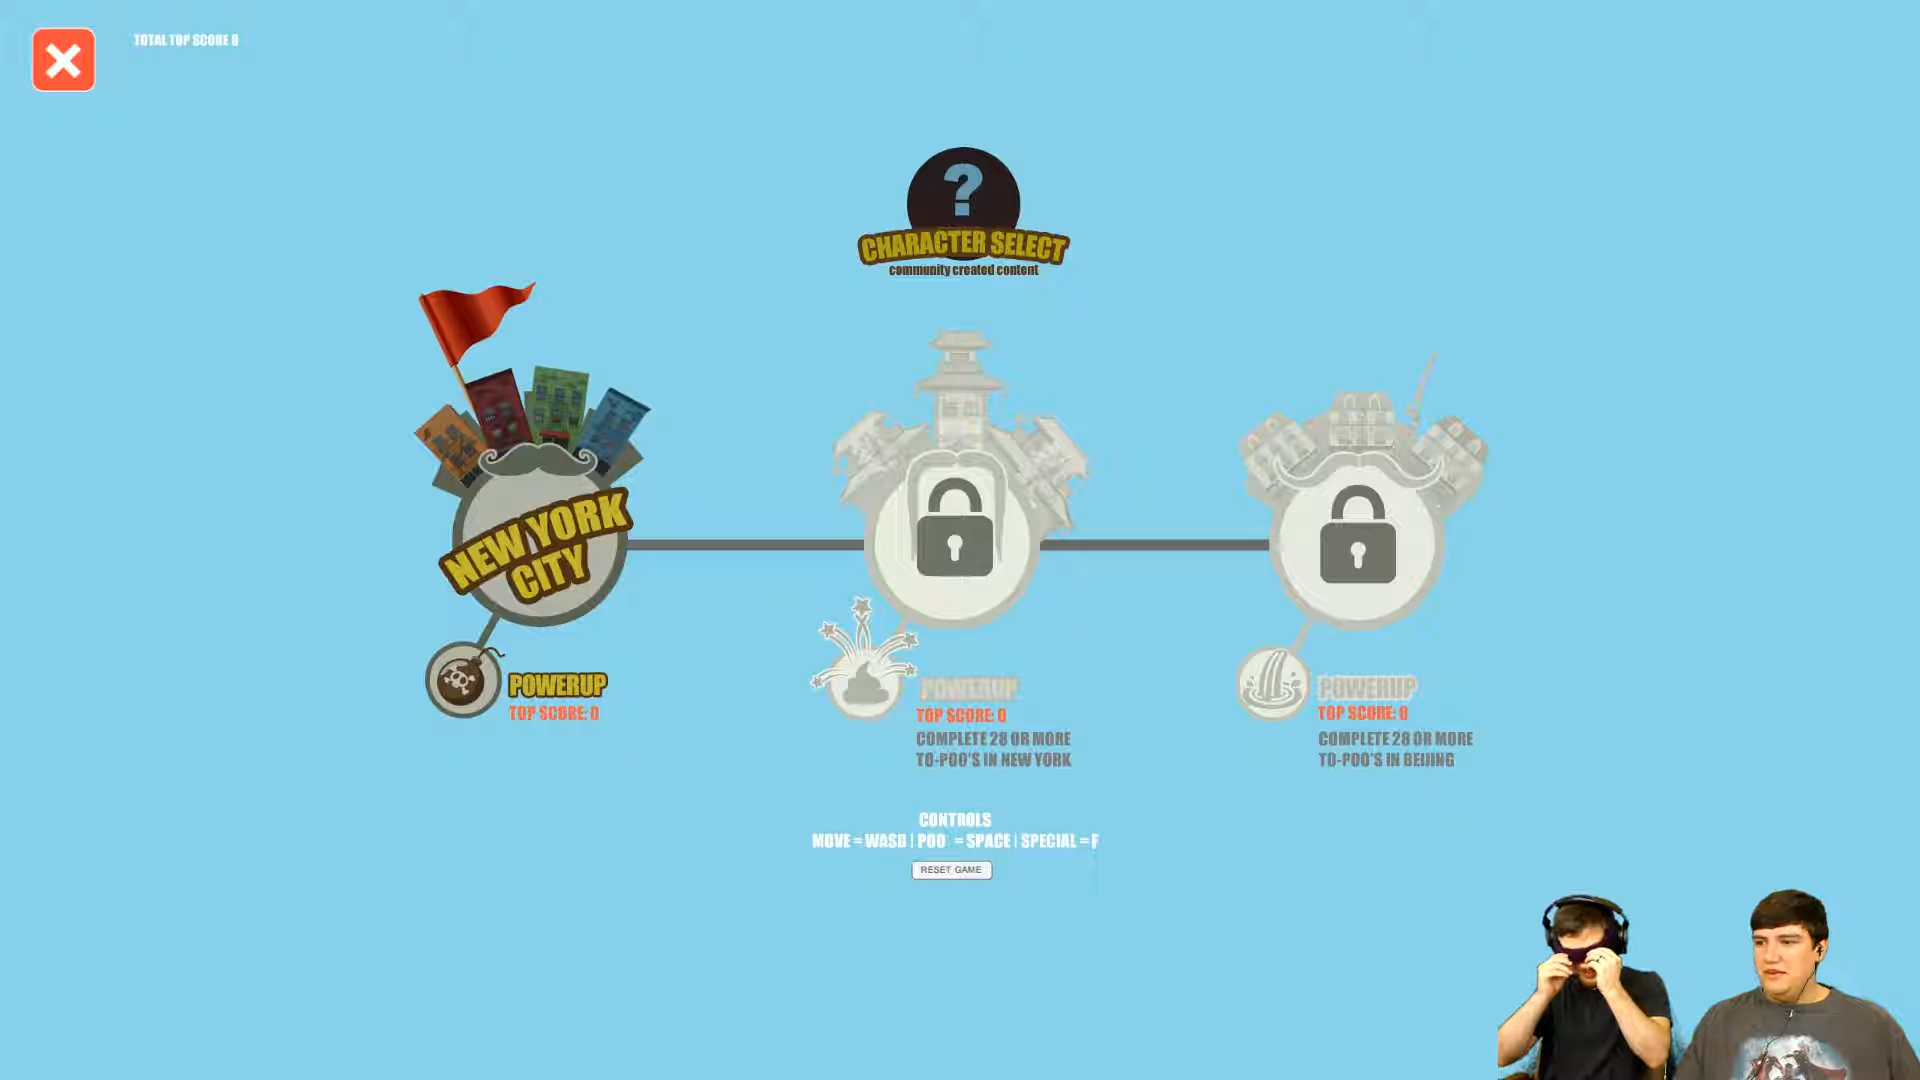 TOTAL TOP SCORE 0
?
CHARACTER SELECT
community created content
NEW YORK
CITY
POWERUP
TOP SCORE: 0
POWERUP
TOP SCORE: 0
COMPLETE 28 OR MORE
TO-POO'S IN NEW YORK
POWERUP
TOP SCORE: 0
COMPLETE 28 OR MORE
TO-POO'S IN BEIJING
CONTROLS
MOVE = WASD | POO = SPACE | SPECIAL = F
RESET GAME